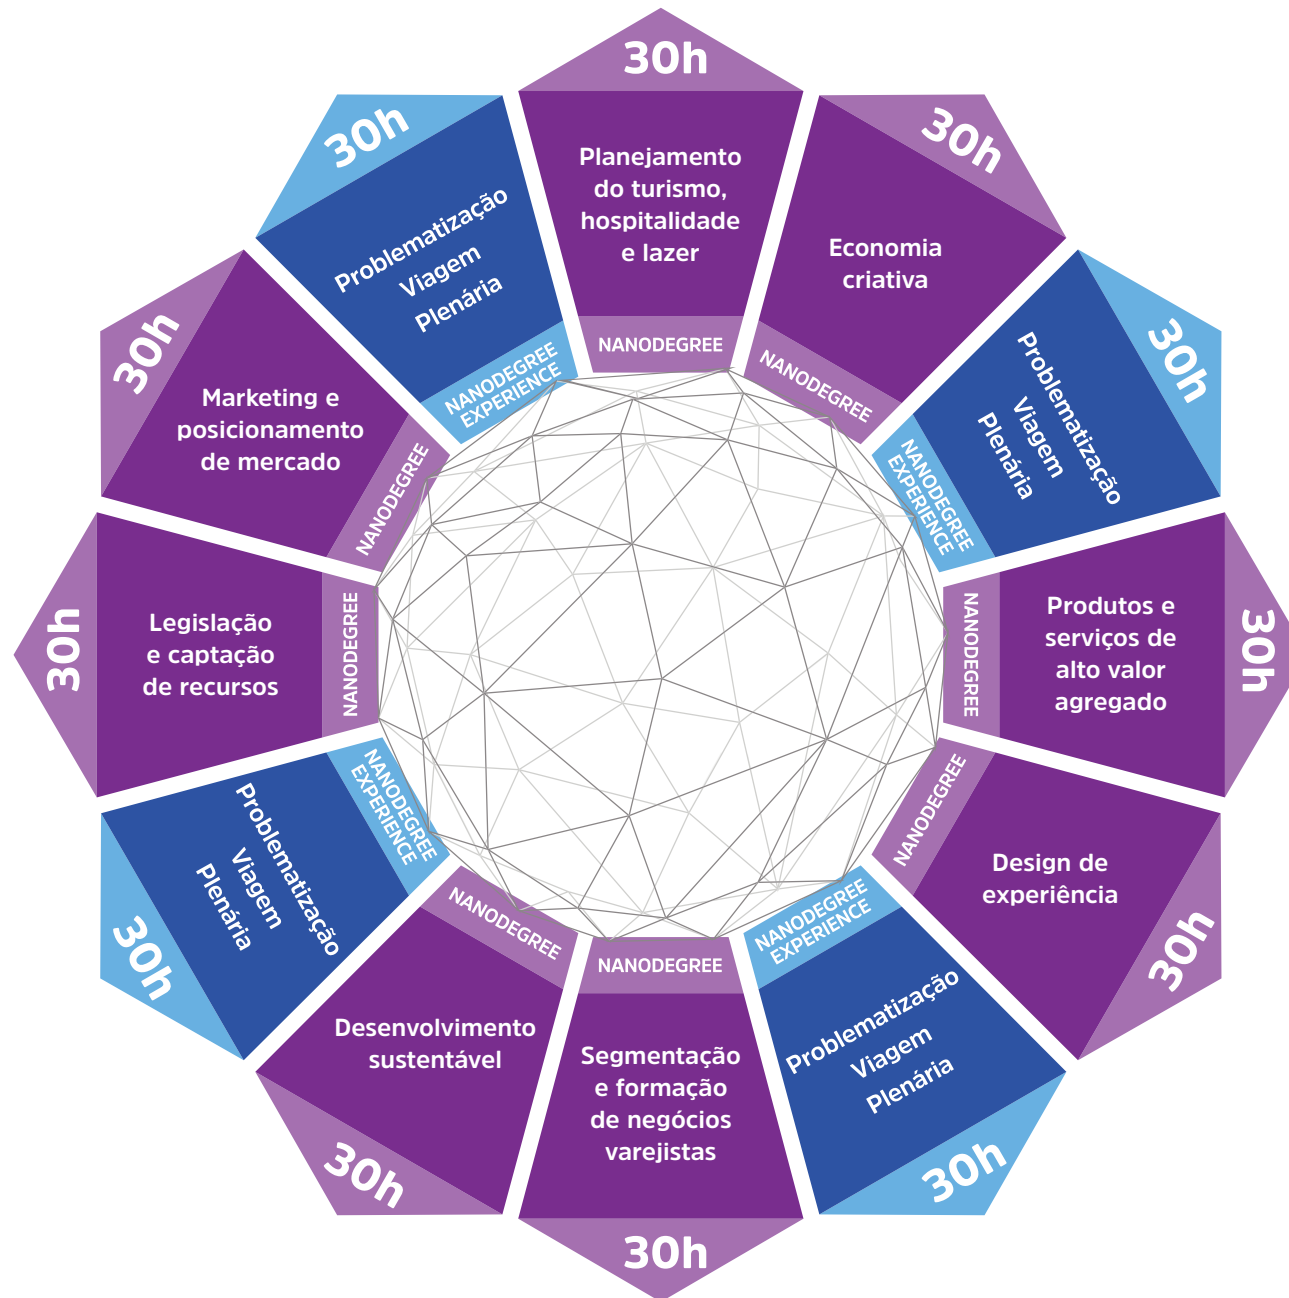 30h
Planejamento
do turismo,
hospitalidade
e lazer
NANODEGREE
30h
Economia
criativa
NANODEGREE
30h
Problematização
Viagem
Plenária
NANODEGREE
EXPERIENCE
30h
Produtos e
serviços de
alto valor
agregado
NANODEGREE
30h
Design de
experiência
NANODEGREE
30h
Problematização
Viagem
Plenária
NANODEGREE
EXPERIENCE
30h
Segmentação
e formação
de negócios
varejistas
NANODEGREE
30h
Desenvolvimento
sustentável
NANODEGREE
30h
Problematização
Viagem
Plenária
NANODEGREE
EXPERIENCE
30h
Legislação
e captação
de recursos
NANODEGREE
30h
Marketing e
posicionamento
de mercado
NANODEGREE
30h
Problematização
Viagem
Plenária
NANODEGREE
EXPERIENCE